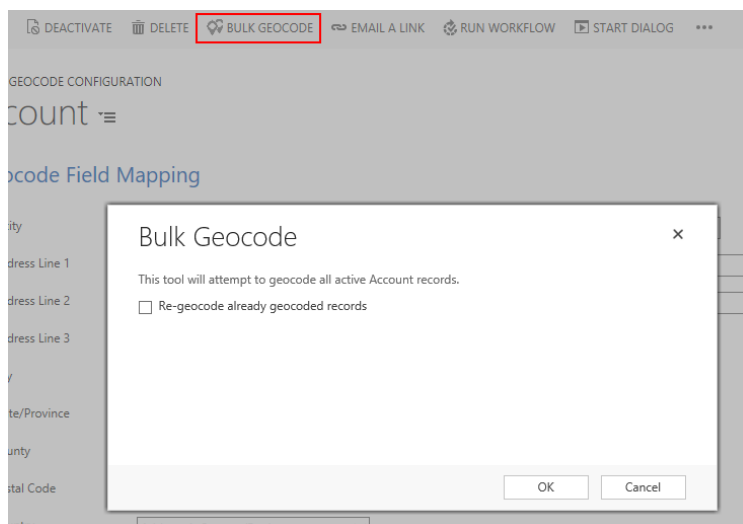 DEACTIVATE DELETE BULK GEOCODE EMAIL A LINK RUN WORKFLOW START DIALOG •••
GEOCODE CONFIGURATION
count
ocode Field Mapping
ity
dress Line 1
dress Line 2
dress Line 3
y
te/Province
unty
stal Code
Bulk Geocode
This tool will attempt to geocode all active Account records.
Re-geocode already geocoded records
OK Cancel